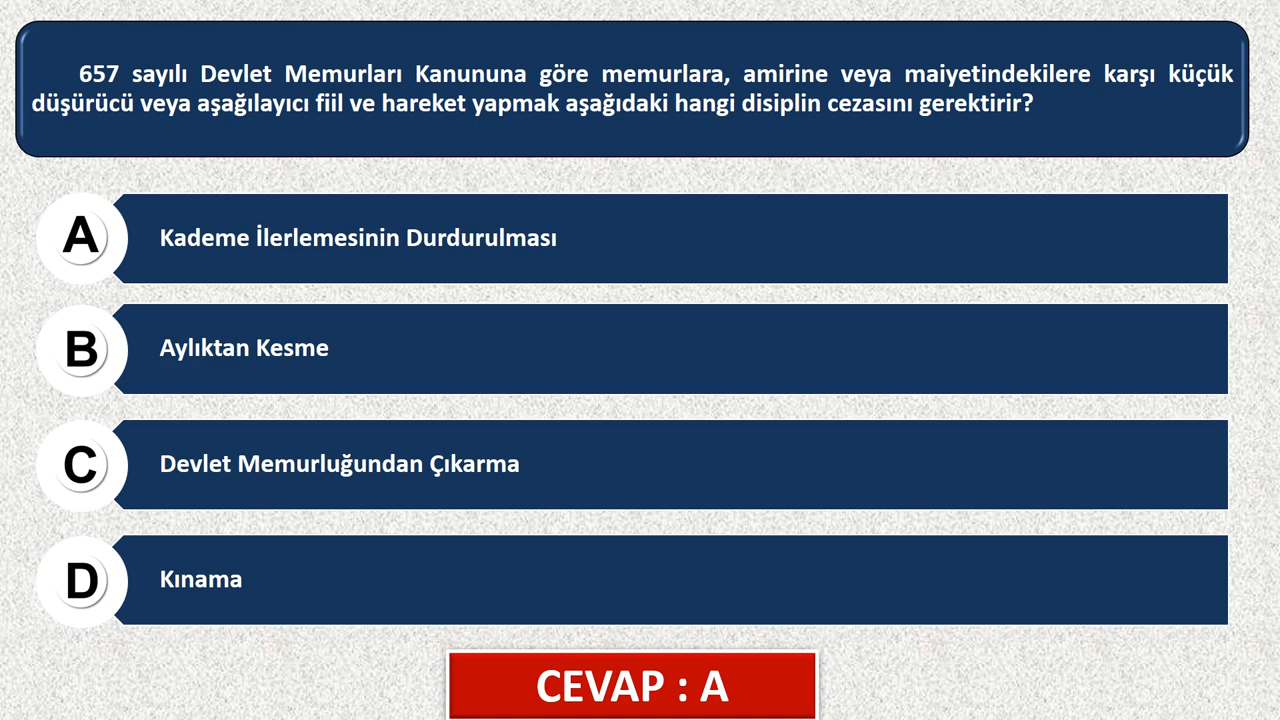 657 sayılı Devlet Memurları Kanununa göre memurlara, amirine veya maiyetindekilere karşı küçük
düşürücü veya aşağılayıcı fiil ve hareket yapmak aşağıdaki hangi disiplin cezasını gerektirir?
A Kademe İlerlemesinin Durdurulması
B Aylıktan Kesme
C Devlet Memurluğundan Çıkarma
D Kınama
CEVAP : A